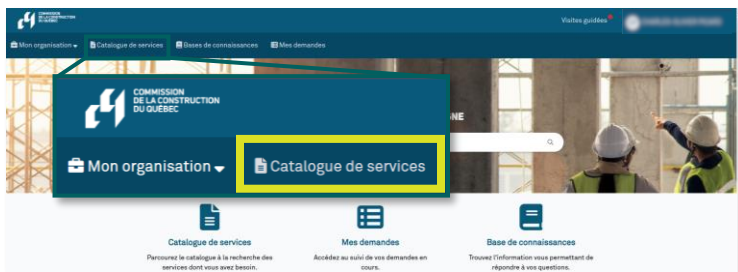 COMMISSION
DE LA CONSTRUCTION
DU QUÉBEC
Visites guidées
Mon organisation
Catalogue de services
Bases de connaissances
Mes demandes
COMMISSION
DE LA CONSTRUCTION
DU QUÉBEC
Mon organisation
Catalogue de services
Catalogue de services
Mes demandes
Base de connaissances
Parcourez le catalogue à la recherche des
services dont vous avez besoin.
Accédez au suivi de vos demandes en
cours.
Trouvez l'information vous permettant de
répondre à vos questions.